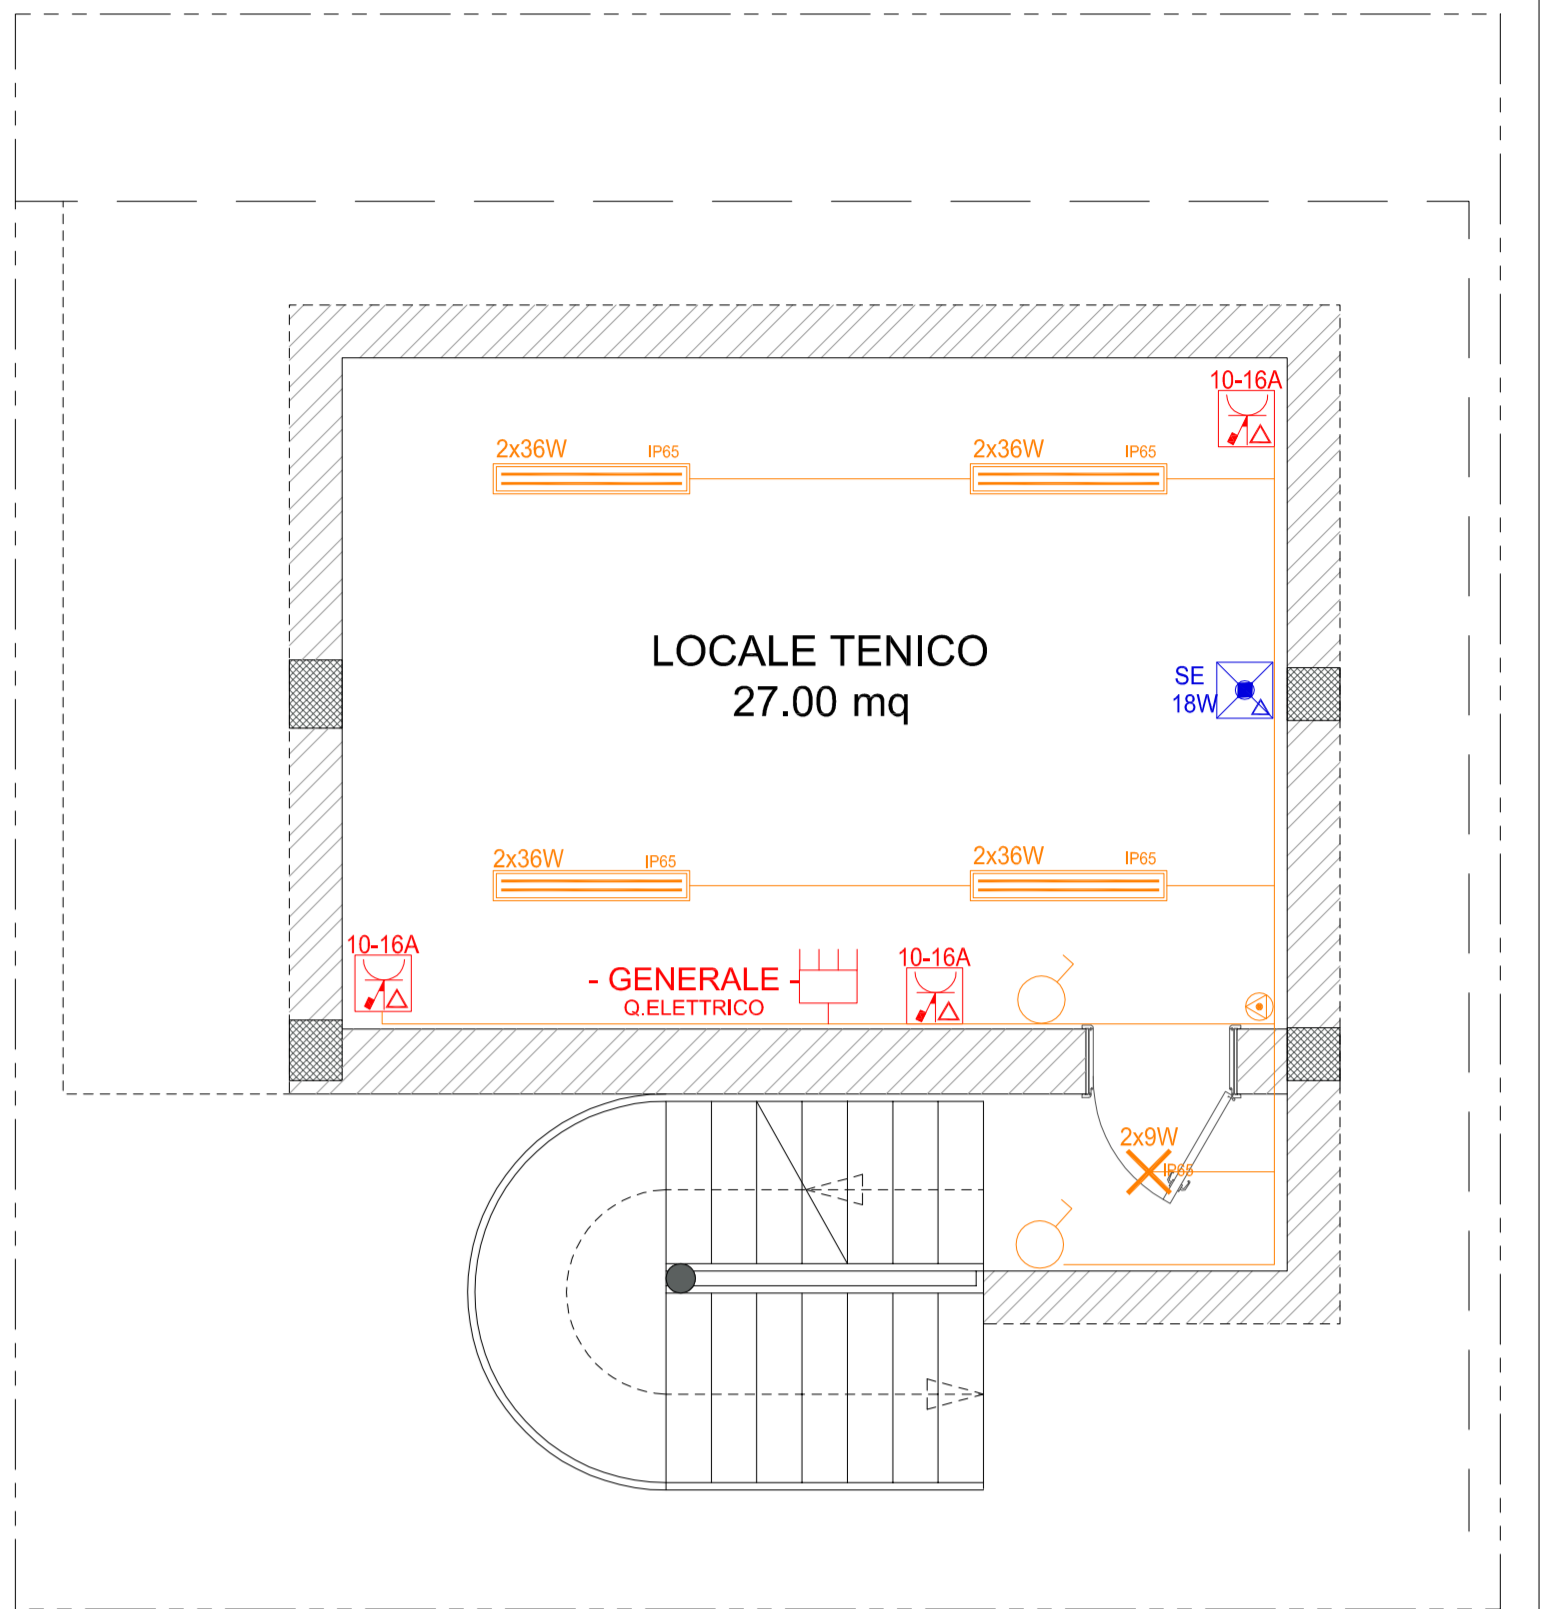 10-16A
2x36W IP65
2x36W IP65
LOCALE TENICO
27.00 mq
SE
18W
2x36W IP65
2x36W IP65
10-16A
- GENERALE -
Q.ELETTRICO
10-16A
2x9W
IP65